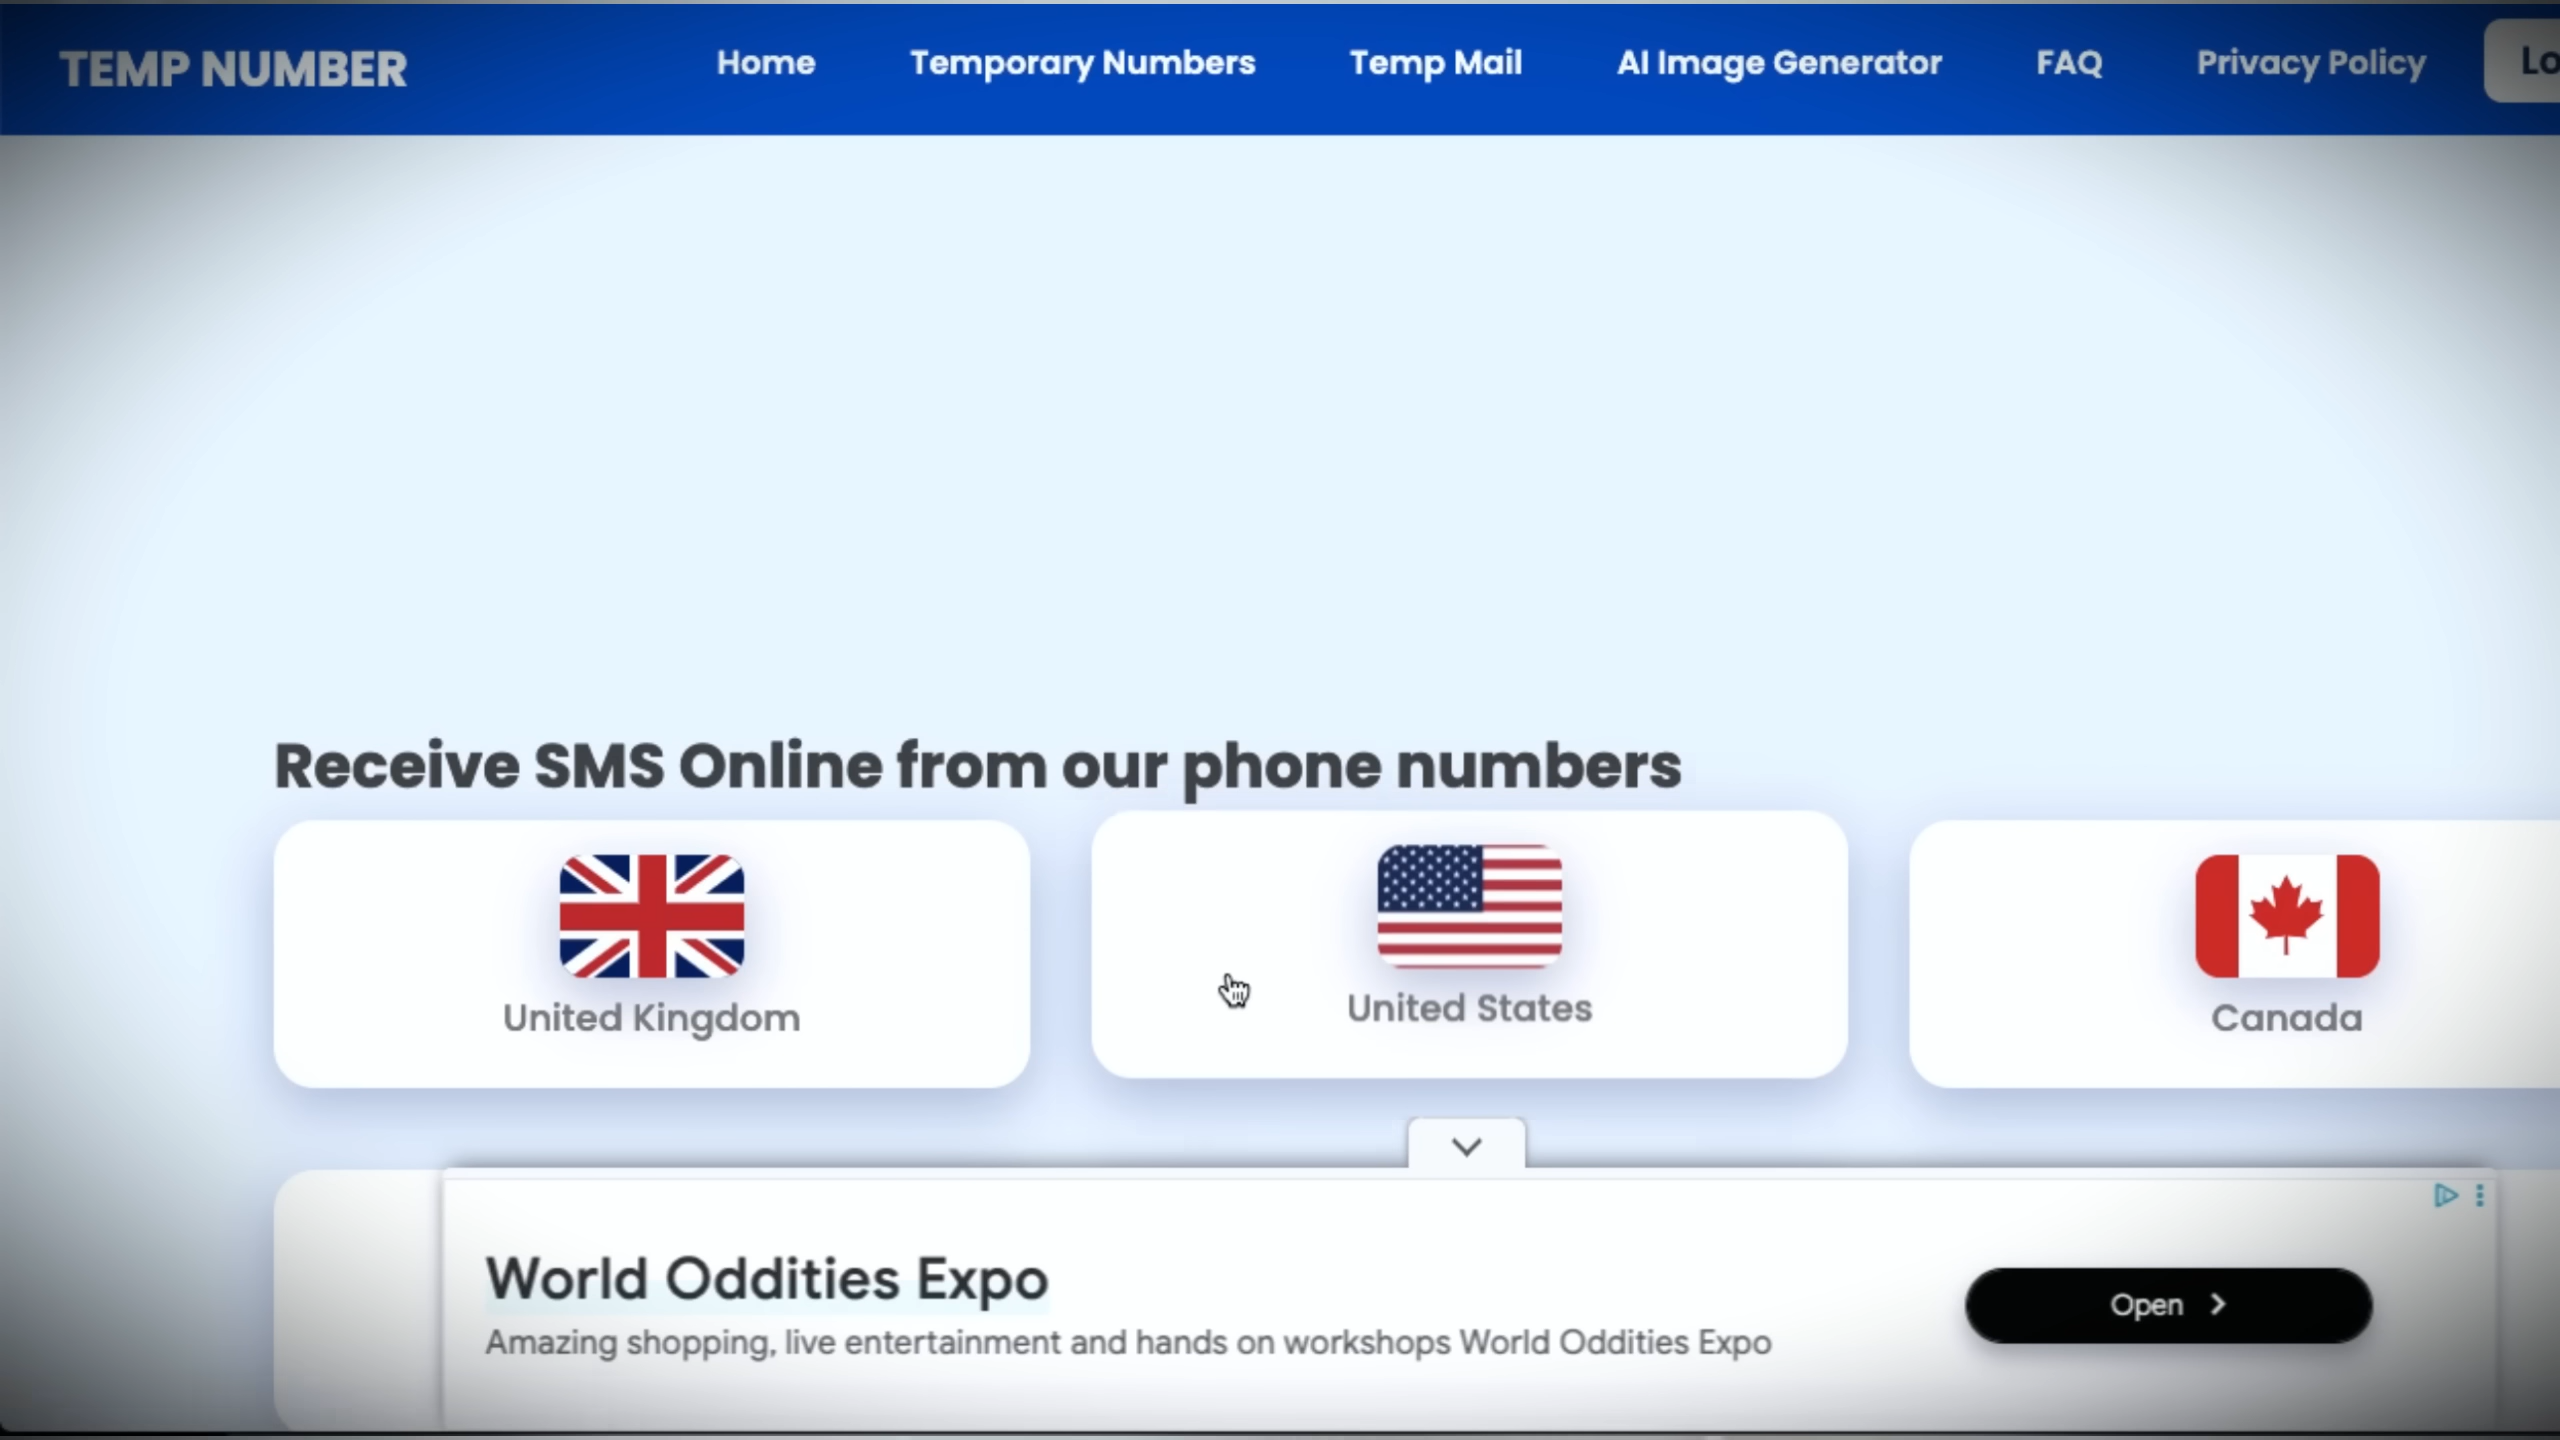 TEMP NUMBER
Home
Temporary Numbers
Temp Mail
AI Image Generator
FAQ
Privacy Policy
Receive SMS Online from our phone numbers
United Kingdom
United States
Canada
World Oddities Expo
Amazing shopping, live entertainment and hands on workshops World Oddities Expo
Open